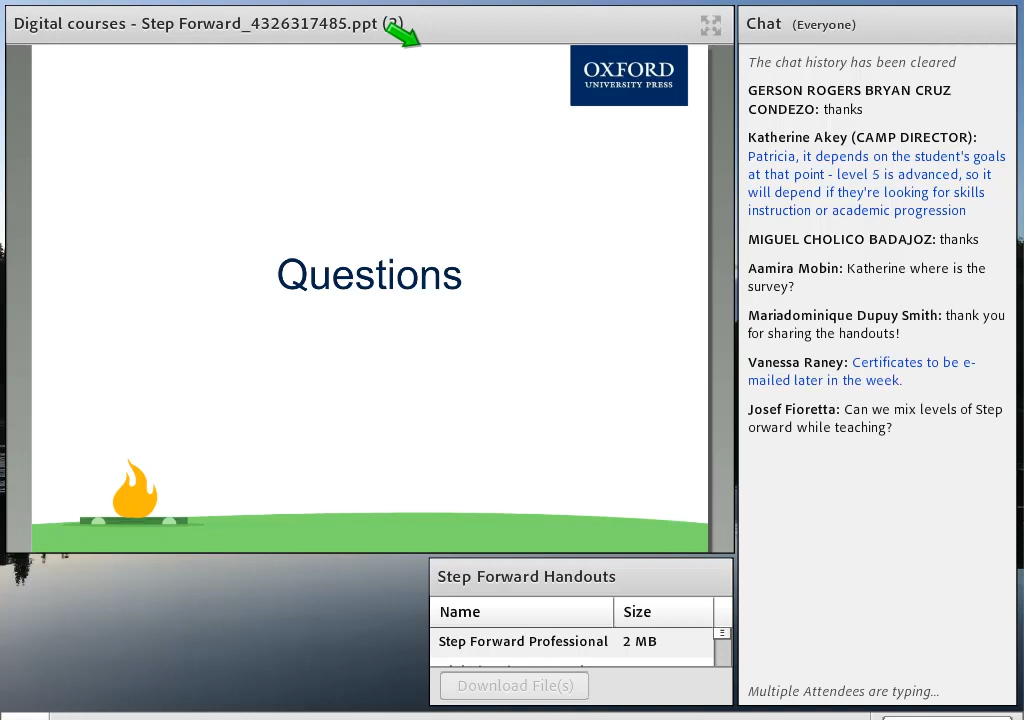 Digital courses - Step Forward_4326317485.ppt (2)
OXFORD
UNIVERSITY PRESS
Questions
Step Forward Handouts
Name Size
Step Forward Professional 2 MB
Download File(s)
Chat (Everyone)
The chat history has been cleared
GERSON ROGERS BRYAN CRUZ
CONDEZO: thanks
Katherine Akey (CAMP DIRECTOR):
Patricia, it depends on the student's goals
at that point - level 5 is advanced, so it
will depend if they're looking for skills
instruction or academic progression
MIGUEL CHOLICO BADAJOZ: thanks
Aamira Mobin: Katherine where is the
survey?
Mariadominique Dupuy Smith: thank you
for sharing the handouts!
Vanessa Raney: Certificates to be e-
mailed later in the week.
Josef Fioretta: Can we mix levels of Step
orward while teaching?
Multiple Attendees are typing...